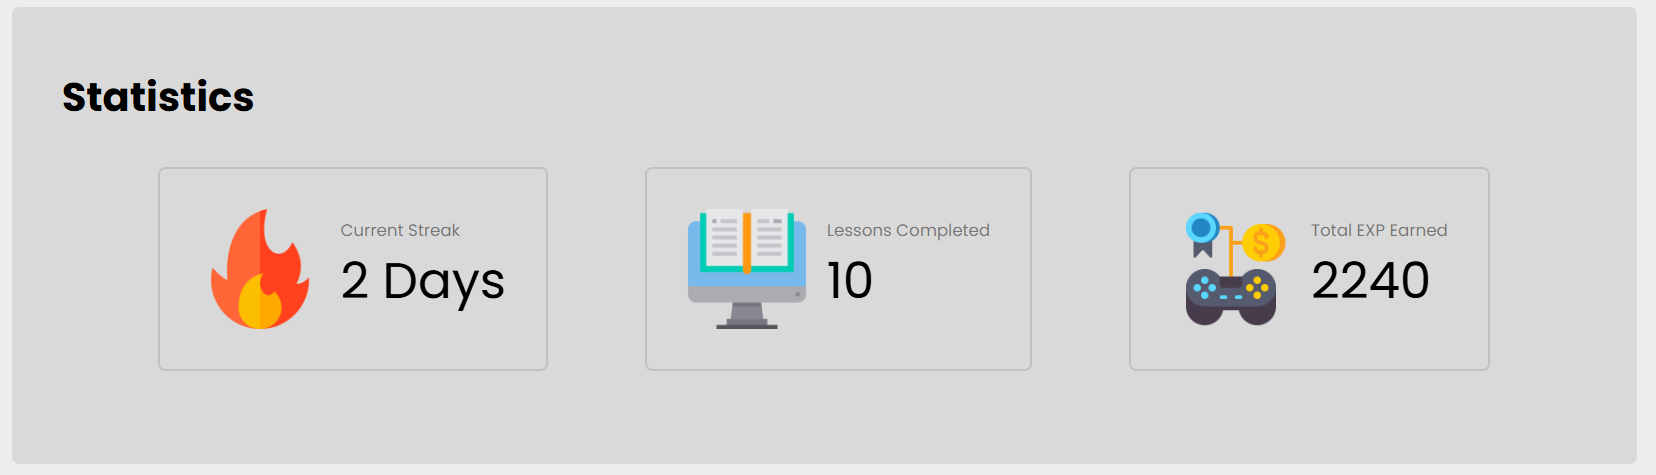 Statistics
Current Streak
2 Days
Lessons Completed
10
Total EXP Earned
2240